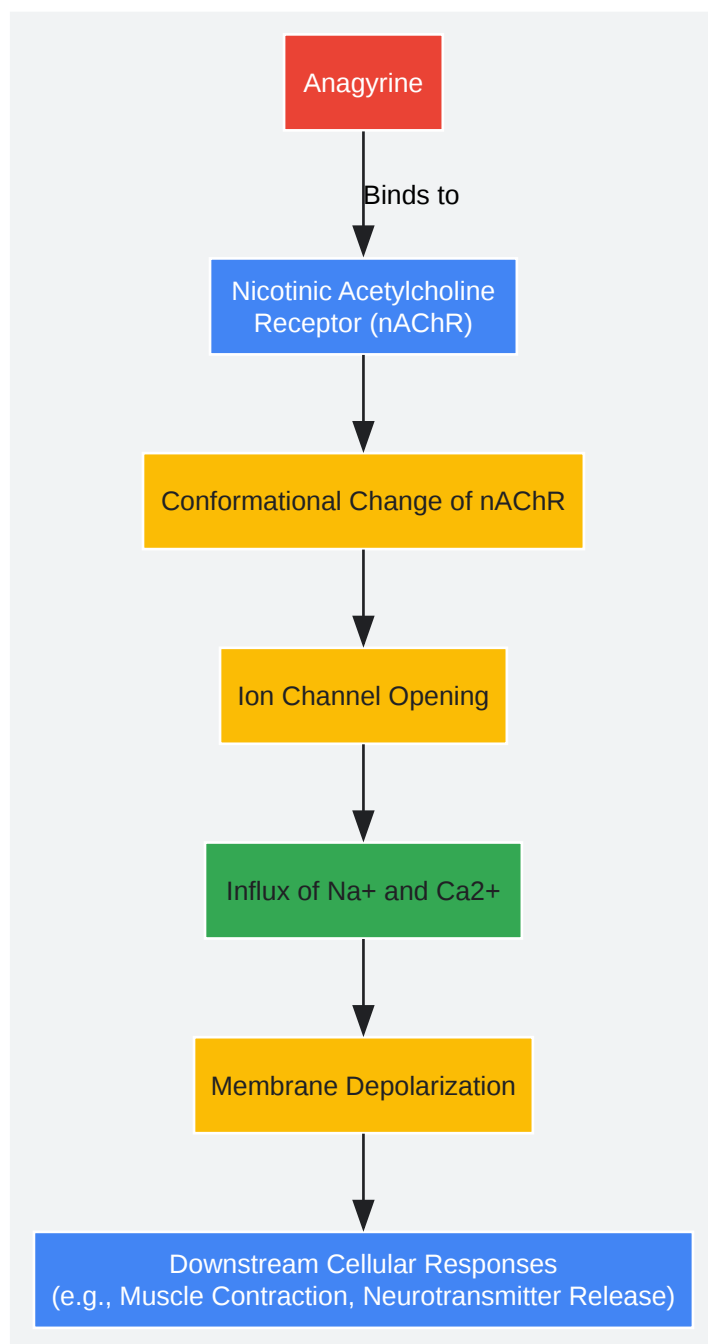 Anagyrine
Binds to
Nicotinic Acetylcholine
Receptor (nAChR)
Conformational Change of nAChR
Ion Channel Opening
Influx of Na+ and Ca2+
Membrane Depolarization
Downstream Cellular Responses
(e.g., Muscle Contraction, Neurotransmitter Release)